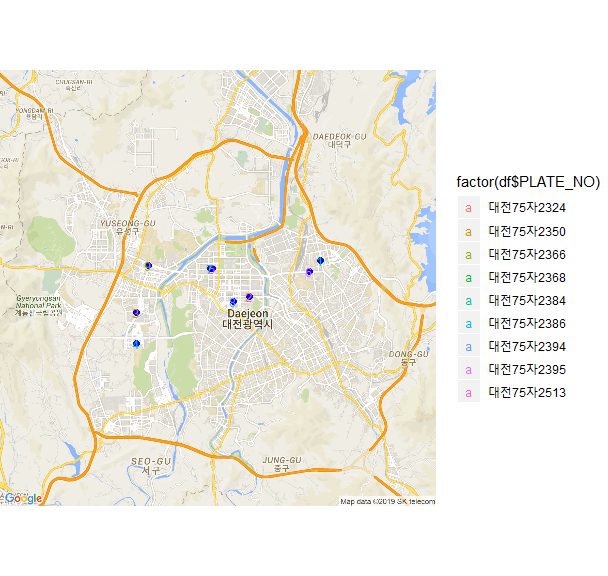 CHUGSAN-RI
축산리
YONGDAM-RI
DAEDEOK-GU
대덕구
factor(df$PLATE_NO)
a 대전75자2324
a 대전75자2350
YUSEONG-GU
유성구
a 대전75자2366
a 대전75자2368
a 대전75자2384
Gyeryongsan
National Park
계룡산국립공원
Daejeon
대전광역시
a 대전75자2386
a 대전75자2394
DONG-GU
동구
a 대전75자2395
a 대전75자2513
SEO-GU
서구
JUNG-GU
중구
Google
Map data ©2019 SK telecom